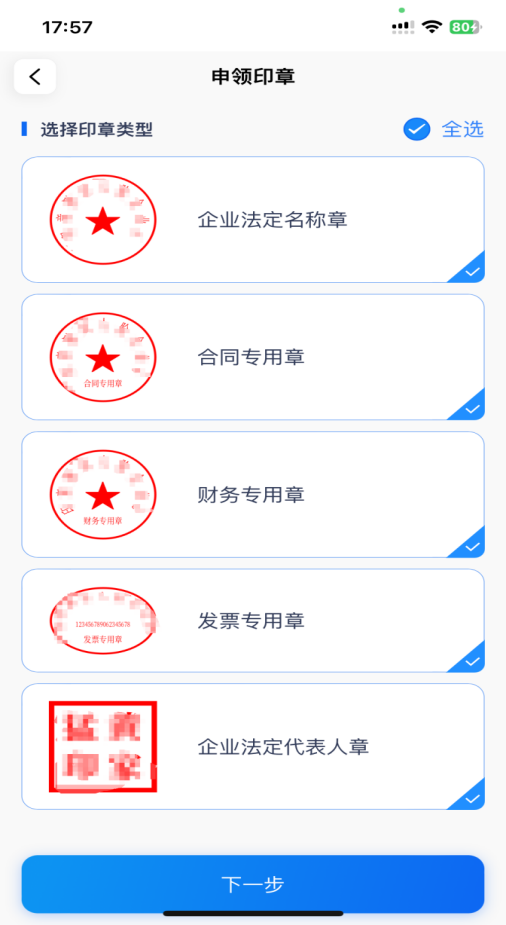 17:57
80
申领印章
选择印章类型
全选
企业法定名称章
合同专用章
合同专用章
财务专用章
财务专用章
12345678902345678
发票专用章
发票专用章
企业法定代表人章
下一步